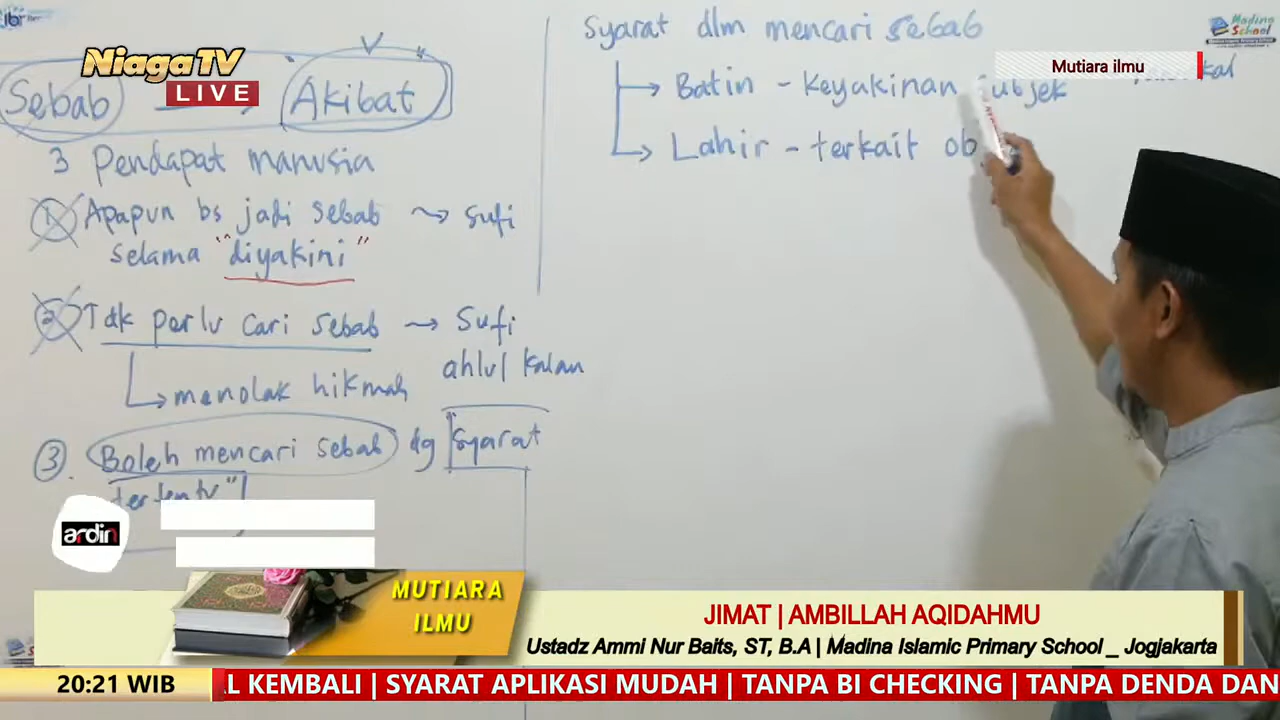 NiagaTV
LIVE
Sebab → Akibat
3 Pendapat manusia
1. Apapun bs jadi sebab → Sufi
selama "diyakini"
2. Tdk perlu cari sebab → Sufi
ahlul kalam
menolak hikmah
3. Boleh mencari sebab dg syarat
tertentu"
Syarat dlm mencari sebab
→ Batin - Keyakinan Subjek
→ Lahir - terkait ob
Madina
School
Mutiara ilmu
ardin
MUTIARA
ILMU
JIMAT | AMBILLAH AQIDAHMU
Ustadz Ammi Nur Baits, ST, B.A | Madina Islamic Primary School _ Jogjakarta
20:21 WIB
L KEMBALI | SYARAT APLIKASI MUDAH | TANPA BI CHECKING | TANPA DENDA DAN